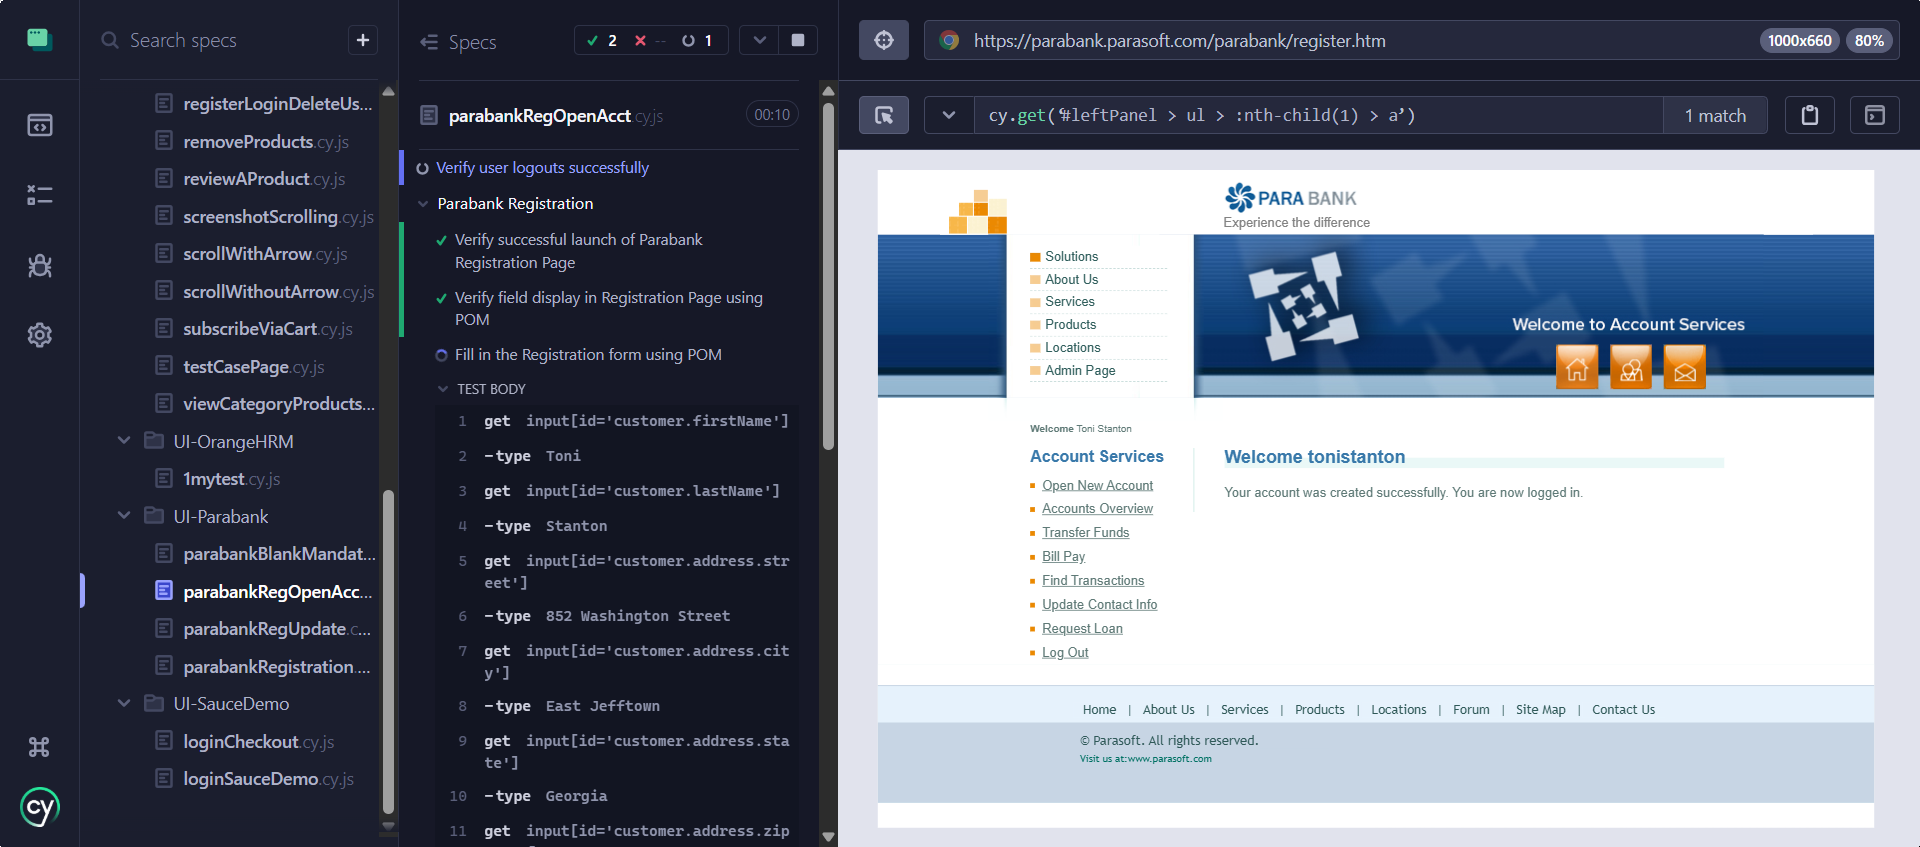 Search specs
+
registerLoginDeleteUs...
removeProducts.cy.js
reviewAProduct.cy.js
screenshotScrolling.cy.js
scrollWithArrow.cy.js
scrollWithoutArrow.cy.js
subscribeViaCart.cy.js
testCasePage.cy.js
viewCategoryProducts...
UI-OrangeHRM
1mytest.cy.js
UI-Parabank
parabankBlankMandat...
parabankRegOpenAcc...
parabankRegUpdate.c...
parabankRegistration....
UI-SauceDemo
loginCheckout.cy.js
loginSauceDemo.cy.js
cy
Specs
2 -- 1
parabankRegOpenAcct.cy.js 00:10
Verify user logouts successfully
Parabank Registration
Verify successful launch of Parabank
Registration Page
Verify field display in Registration Page using
POM
Fill in the Registration form using POM
TEST BODY
1 get input[id='customer.firstName']
2 -type Toni
3 get input[id='customer.lastName']
4 -type Stanton
5 get input[id='customer.address.str
eet']
6 -type 852 Washington Street
7 get input[id='customer.address.cit
y']
8 -type East Jefftown
9 get input[id='customer.address.sta
te']
10 -type Georgia
11 get input[id='customer.address.zip
https://parabank.parasoft.com/parabank/register.htm 1000x660 80%
cy.get('#leftPanel > ul > :nth-child(1) > a') 1 match
PARA BANK
Experience the difference
Solutions
About Us
Services
Products
Locations
Admin Page
Welcome to Account Services
Welcome Toni Stanton
Account Services
Open New Account
Accounts Overview
Transfer Funds
Bill Pay
Find Transactions
Update Contact Info
Request Loan
Log Out
Welcome tonistanton
Your account was created successfully. You are now logged in.
Home | About Us | Services | Products | Locations | Forum | Site Map | Contact Us
© Parasoft. All rights reserved.
Visit us at:www.parasoft.com